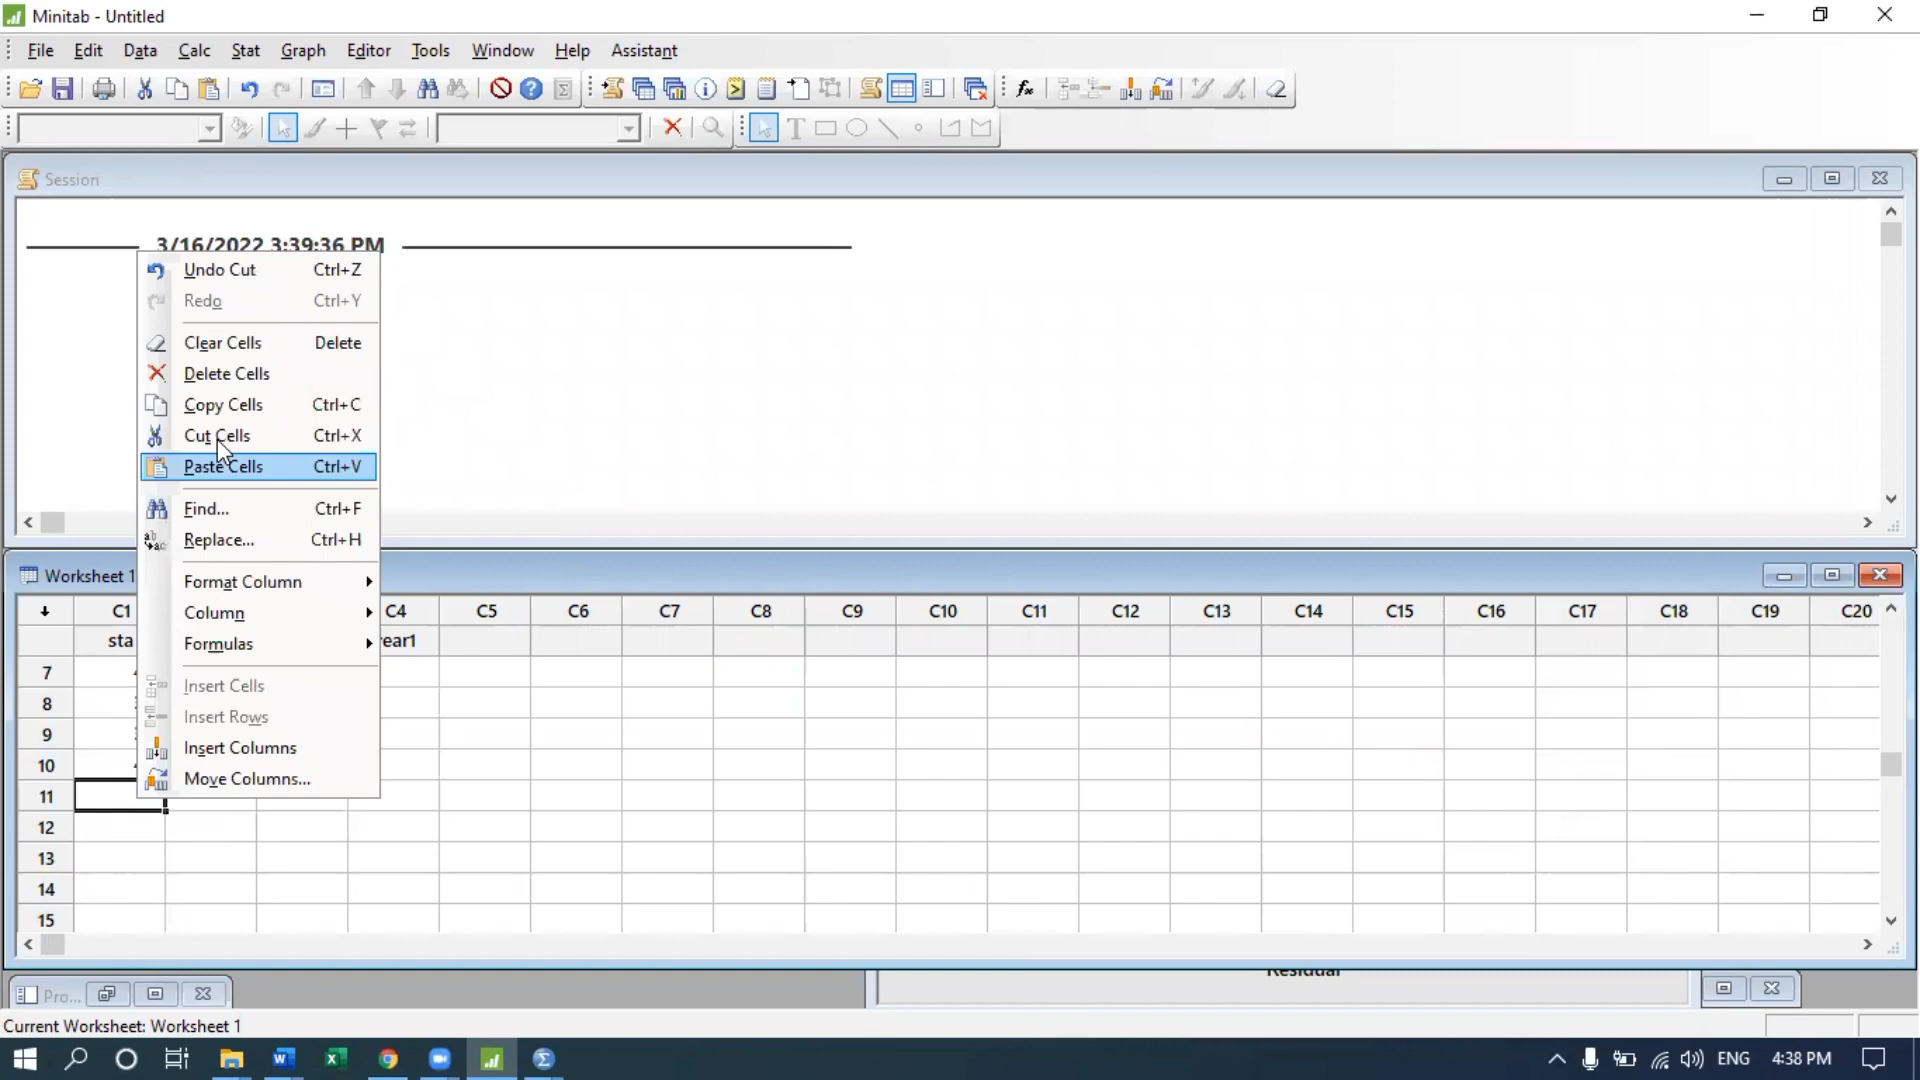 Minitab - Untitled
File Edit Data Calc Stat Graph Editor Tools Window Help Assistant
Session
3/16/2022 3:39:36 PM
Undo Cut Ctrl+Z
Redo Ctrl+Y
Clear Cells Delete
Delete Cells
Copy Cells Ctrl+C
Cut Cells Ctrl+X
Paste Cells Ctrl+V
Find... Ctrl+F
Replace... Ctrl+H
Format Column
Column
Formulas
Insert Cells
Insert Rows
Insert Columns
Move Columns...
Worksheet 1
C1 C4 C5 C6 C7 C8 C9 C10 C11 C12 C13 C14 C15 C16 C17 C18 C19 C20
sta ear1
7
8
9
10
11
12
13
14
15
Residual
Pro...
Current Worksheet: Worksheet 1
ENG 4:38 PM